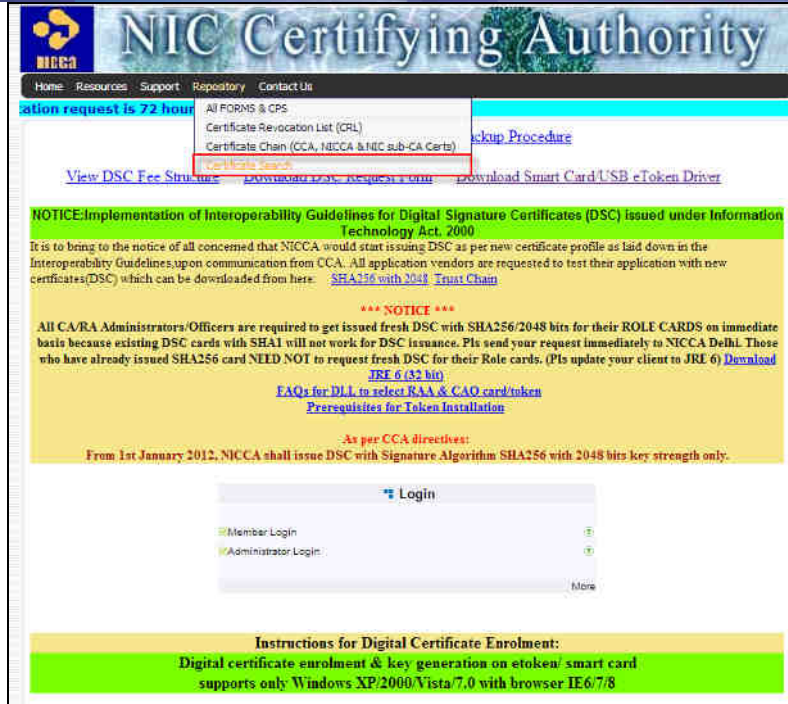 NIC Certifying Authority
NICCA
Home Resources Support Repository Contact Us
cation request is 72 hour
All FORMS & CPS
Certificate Revocation List (CRL)
Certificate Chain (CCA, NICCA & NIC sub-CA Certs)
Certificate Search
ckup Procedure
View DSC Fee Structure Download DSC Request Form Download Smart Card/USB eToken Driver
NOTICE:Implementation of Interoperability Guidelines for Digital Signature Certificates (DSC) issued under Information
Technology Act, 2000
It is to bring to the notice of all concerned that NICCA would start issuing DSC as per new certificate profile as laid down in the
Interoperability Guidelines,upon communication from CCA. All application vendors are requested to test their application with new
certficates(DSC) which can be downloaded from here: SHA256 with 2048 Trust Chain
*** NOTICE ***
All CA/RA Administrators/Officers are required to get issued fresh DSC with SHA256/2048 bits for their ROLE CARDS on immediate
basis because existing DSC cards with SHA1 will not work for DSC issuance. Pls send your request immediately to NICCA Delhi. Those
who have already issued SHA256 card NEED NOT to request fresh DSC for their Role cards. (Pls update your client to JRE 6) Download
JRE 6 (32 bit)
FAQs for DLL to select RAA & CAO card/token
Prerequisites for Token Installation
As per CCA directives:
From 1st January 2012, NICCA shall issue DSC with Signature Algorithm SHA256 with 2048 bits key strength only.
Login
Member Login
Administrator Login
More
Instructions for Digital Certificate Enrolment:
Digital certificate enrolment & key generation on etoken/ smart card
supports only Windows XP/2000/Vista/7.0 with browser IE6/7/8